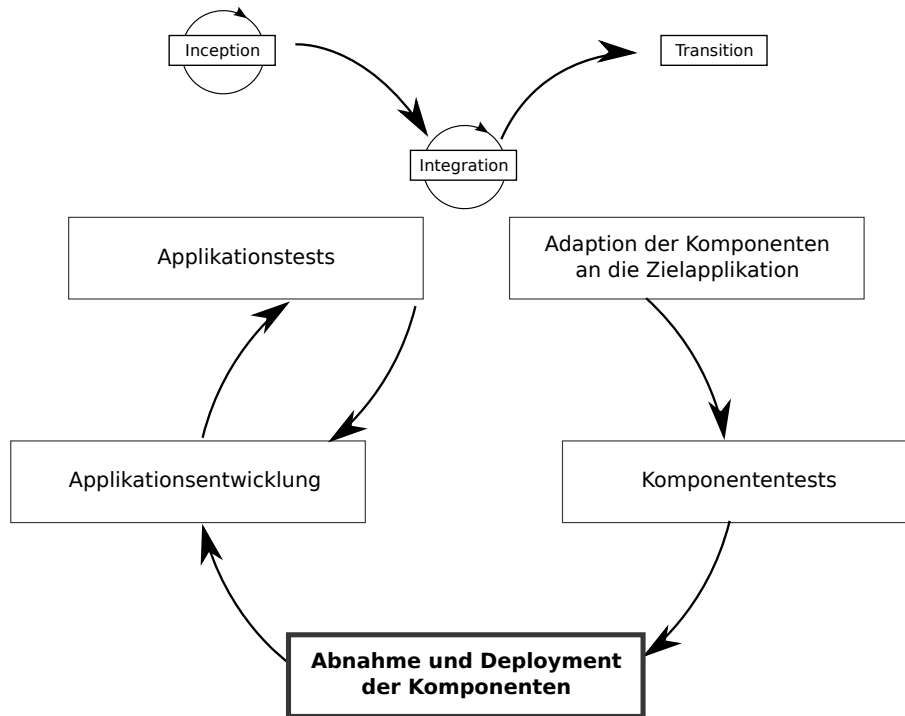 Inception
Transition
Integration
Applikationstests
Adaption der Komponenten
an die Zielapplikation
Applikationsentwicklung
Komponententests
Abnahme und Deployment
der Komponenten